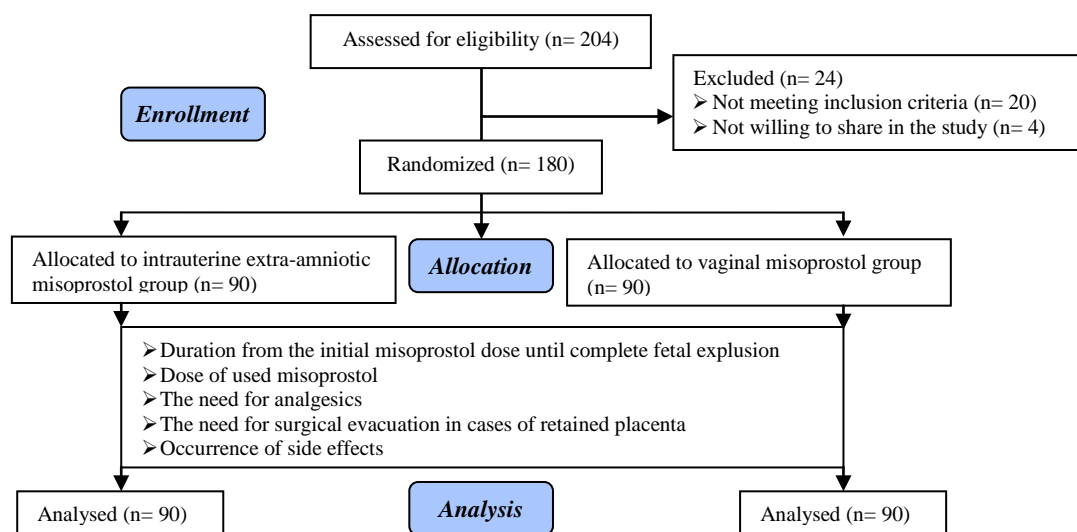 Assessed for eligibility (n= 204)
Excluded (n= 24)
➢ Not meeting inclusion criteria (n= 20)
➢ Not willing to share in the study (n= 4)
Enrollment
Randomized (n= 180)
Allocated to intrauterine extra-amniotic
misoprostol group (n= 90)
Allocation
Allocated to vaginal misoprostol group
(n= 90)
➢ Duration from the initial misoprostol dose until complete fetal explusion
➢ Dose of used misoprostol
➢ The need for analgesics
➢ The need for surgical evacuation in cases of retained placenta
➢ Occurrence of side effects
Analysed (n= 90)
Analysis
Analysed (n= 90)